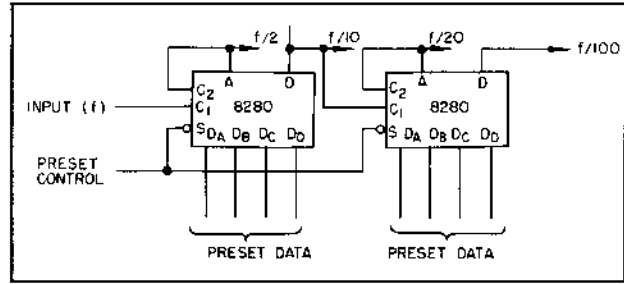 f/2
f/10
f/20
f/100
A
D
A
D
C2
C1
8280
C2
C1
8280
INPUT (f)
S
DA DB DC DD
S
DA DB DC DD
PRESET
CONTROL
PRESET DATA
PRESET DATA